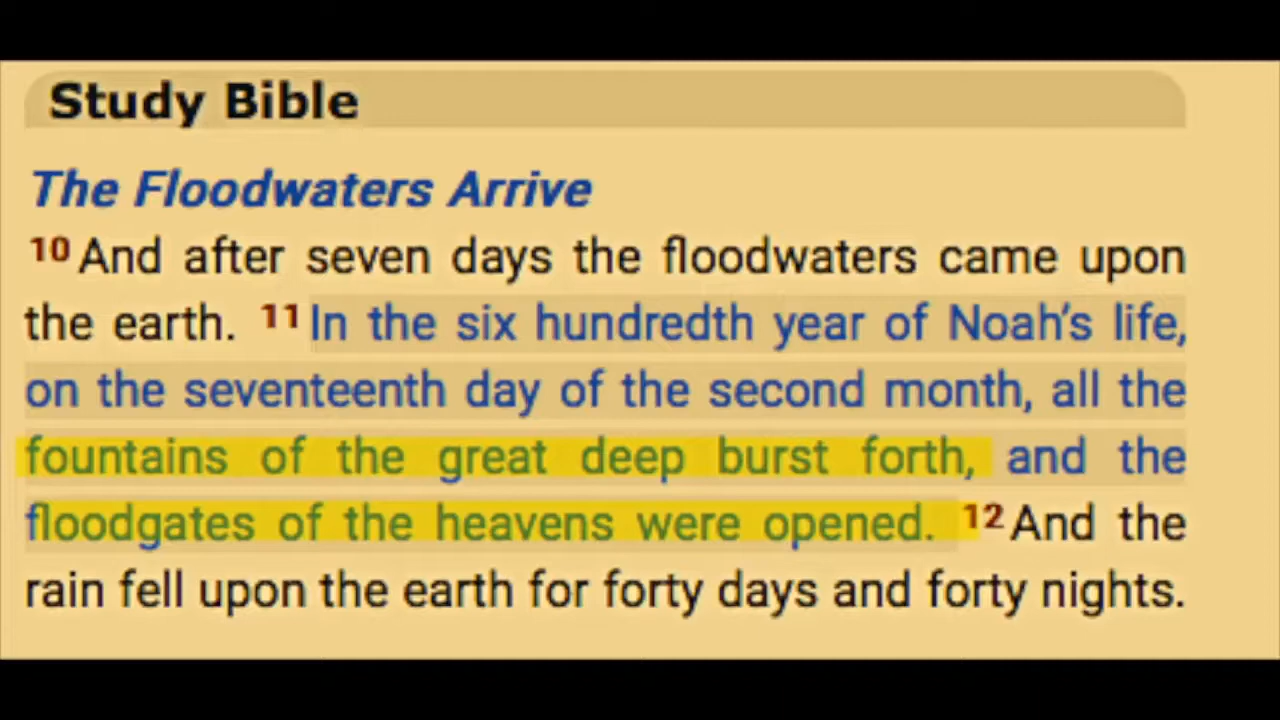 Study Bible
The Floodwaters Arrive
10 And after seven days the floodwaters came upon
the earth. 11 In the six hundredth year of Noah’s life,
on the seventeenth day of the second month, all the
fountains of the great deep burst forth, and the
floodgates of the heavens were opened. 12 And the
rain fell upon the earth for forty days and forty nights.